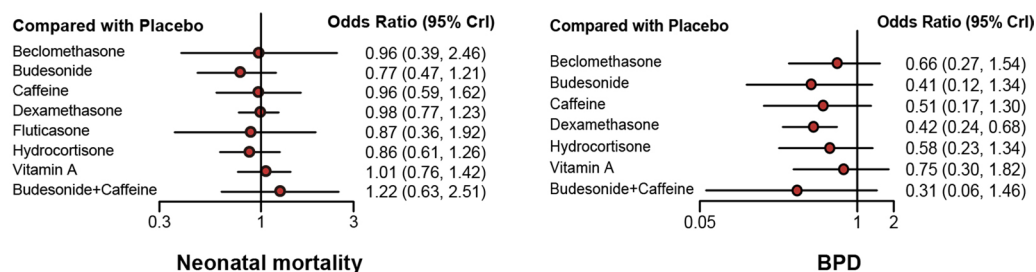 Compared with Placebo Odds Ratio (95% CrI)
Beclomethasone 0.96 (0.39, 2.46)
Budesonide 0.77 (0.47, 1.21)
Caffeine 0.96 (0.59, 1.62)
Dexamethasone 0.98 (0.77, 1.23)
Fluticasone 0.87 (0.36, 1.92)
Hydrocortisone 0.86 (0.61, 1.26)
Vitamin A 1.01 (0.76, 1.42)
Budesonide+Caffeine 1.22 (0.63, 2.51)
0.3 1 3
Neonatal mortality
Compared with Placebo Odds Ratio (95% CrI)
Beclomethasone 0.66 (0.27, 1.54)
Budesonide 0.41 (0.12, 1.34)
Caffeine 0.51 (0.17, 1.30)
Dexamethasone 0.42 (0.24, 0.68)
Hydrocortisone 0.58 (0.23, 1.34)
Vitamin A 0.75 (0.30, 1.82)
Budesonide+Caffeine 0.31 (0.06, 1.46)
0.05 1 2
BPD